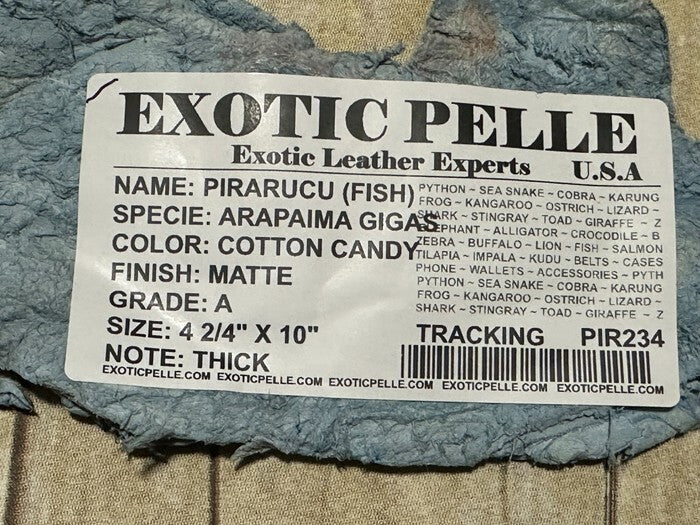 EXOTIC PELLE
Exotic Leather Experts U.S.A
NAME: PIRARUCU (FISH)
SPECIE: ARAPAIMA GIGAS
COLOR: COTTON CANDY
FINISH: MATTE
GRADE: A
SIZE: 4 2/4" X 10"
NOTE: THICK
PYTHON ~ SEA SNAKE ~ COBRA ~ KARUNG
FROG ~ KANGAROO ~ OSTRICH ~ LIZARD ~
SHARK ~ STINGRAY ~ TOAD ~ GIRAFFE ~ Z
ELEPHANT ~ ALLIGATOR ~ CROCODILE ~ B
ZEBRA ~ BUFFALO ~ LION ~ FISH ~ SALMON
TILAPIA ~ IMPALA ~ KUDU ~ BELTS ~ CASES
PHONE ~ WALLETS ~ ACCESSORIES ~ PYTH
PYTHON ~ SEA SNAKE ~ COBRA ~ KARUNG
FROG ~ KANGAROO ~ OSTRICH ~ LIZARD ~
SHARK ~ STINGRAY ~ TOAD ~ GIRAFFE ~ Z
TRACKING PIR234
EXOTICPELLE.COM EXOTICPELLE.COM EXOTICPELLE.COM EXOTICPELLE.COM EXOTICPELLE.COM